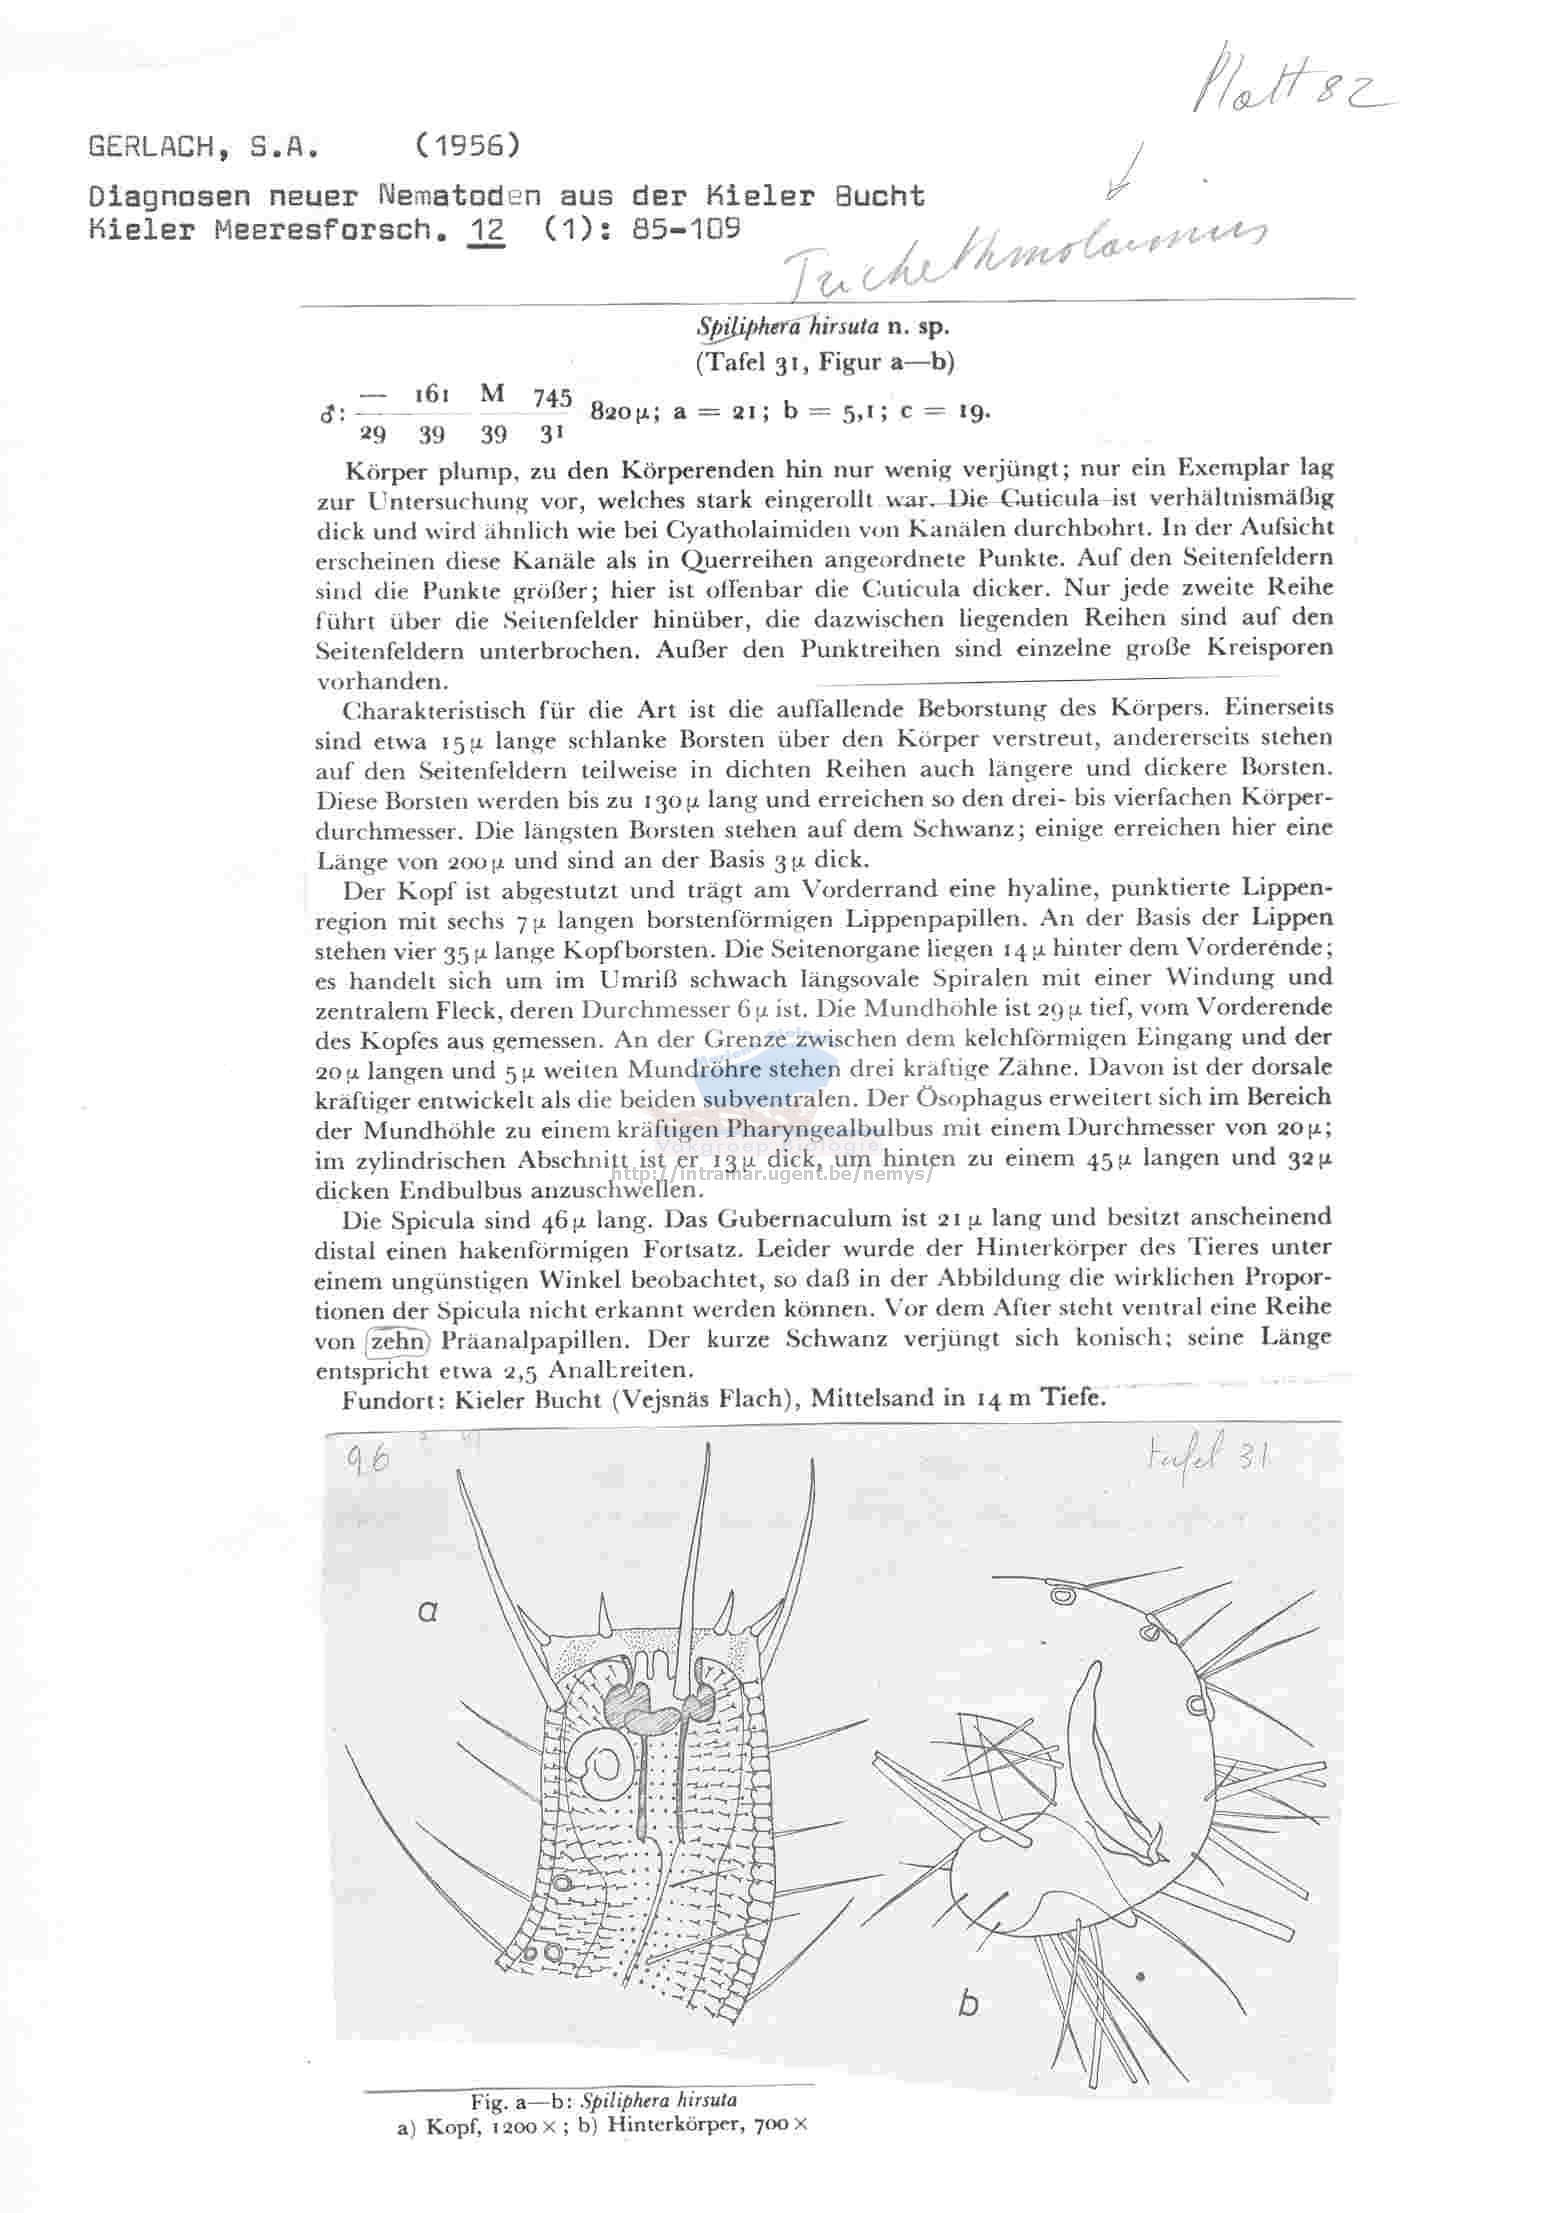 Platt 82
GERLACH, S.A. (1956)
Diagnosen neuer Nematoden aus der Kieler Bucht
Kieler Meeresforsch. 12 (1): 85-109
Trichethmolaimus
Spiliphera hirsuta n. sp.
(Tafel 31, Figur a—b)
— 161 M 745
♂: 820 µ; a = 21; b = 5,1; c = 19.
29 39 39 31
Körper plump, zu den Körperenden hin nur wenig verjüngt; nur ein Exemplar lag
zur Untersuchung vor, welches stark eingerollt war. Die Cuticula ist verhältnismäßig
dick und wird ähnlich wie bei Cyatholaimiden von Kanälen durchbohrt. In der Aufsicht
erscheinen diese Kanäle als in Querreihen angeordnete Punkte. Auf den Seitenfeldern
sind die Punkte größer; hier ist offenbar die Cuticula dicker. Nur jede zweite Reihe
führt über die Seitenfelder hinüber, die dazwischen liegenden Reihen sind auf den
Seitenfeldern unterbrochen. Außer den Punktreihen sind einzelne große Kreisporen
vorhanden.
Charakteristisch für die Art ist die auffallende Beborstung des Körpers. Einerseits
sind etwa 15 µ lange schlanke Borsten über den Körper verstreut, andererseits stehen
auf den Seitenfeldern teilweise in dichten Reihen auch längere und dickere Borsten.
Diese Borsten werden bis zu 130 µ lang und erreichen so den drei- bis vierfachen Körper-
durchmesser. Die längsten Borsten stehen auf dem Schwanz; einige erreichen hier eine
Länge von 200 µ und sind an der Basis 3 µ dick.
Der Kopf ist abgestutzt und trägt am Vorderrand eine hyaline, punktierte Lippen-
region mit sechs 7 µ langen borstenförmigen Lippenpapillen. An der Basis der Lippen
stehen vier 35 µ lange Kopfborsten. Die Seitenorgane liegen 14 µ hinter dem Vorderende;
es handelt sich um im Umriß schwach längsovale Spiralen mit einer Windung und
zentralem Fleck, deren Durchmesser 6 µ ist. Die Mundhöhle ist 29 µ tief, vom Vorderende
des Kopfes aus gemessen. An der Grenze zwischen dem kelchförmigen Eingang und der
20 µ langen und 5 µ weiten Mundröhre stehen drei kräftige Zähne. Davon ist der dorsale
kräftiger entwickelt als die beiden subventralen. Der Ösophagus erweitert sich im Bereich
der Mundhöhle zu einem kräftigen Pharyngealbulbus mit einem Durchmesser von 20 µ;
Vakgroep Biologie
im zylindrischen Abschnitt ist er 13 µ dick, um hinten zu einem 45 µ langen und 32 µ
http://intramar.ugent.be/nemys/
dicken Endbulbus anzuschwellen.
Die Spicula sind 46 µ lang. Das Gubernaculum ist 21 µ lang und besitzt anscheinend
distal einen hakenförmigen Fortsatz. Leider wurde der Hinterkörper des Tieres unter
einem ungünstigen Winkel beobachtet, so daß in der Abbildung die wirklichen Propor-
tionen der Spicula nicht erkannt werden können. Vor dem After steht ventral eine Reihe
von zehn Präanalpapillen. Der kurze Schwanz verjüngt sich konisch; seine Länge
entspricht etwa 2,5 Analbreiten.
Fundort: Kieler Bucht (Vejsnäs Flach), Mittelsand in 14 m Tiefe.
96
tafel 31
a
b
Fig. a—b: Spiliphera hirsuta
a) Kopf, 1200 ×; b) Hinterkörper, 700 ×